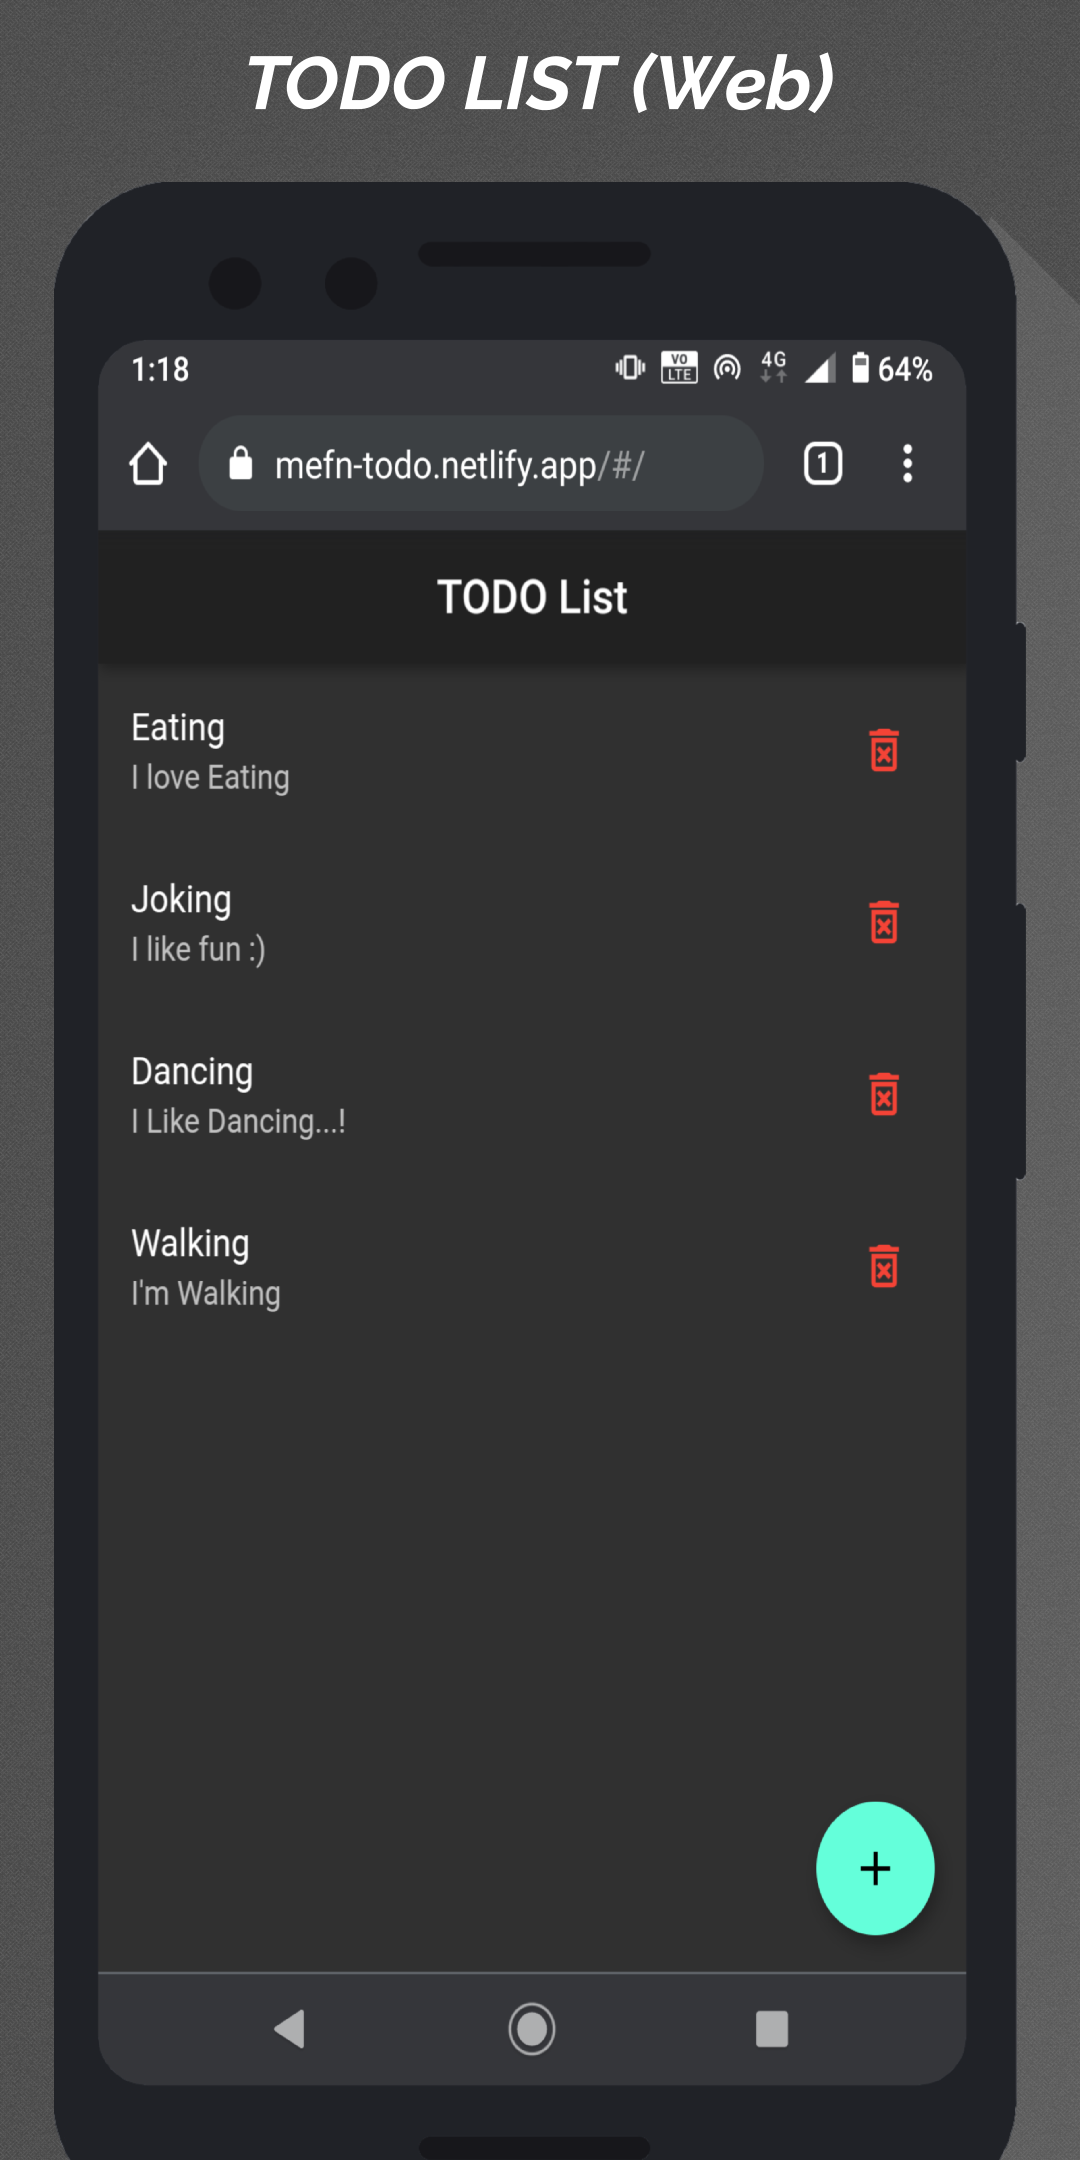 TODO LIST (Web)
1:18 VO LTE 4G 64%
mefn-todo.netlify.app/#/ 1
TODO List
Eating
I love Eating
Joking
I like fun :)
Dancing
I Like Dancing...!
Walking
I'm Walking
+